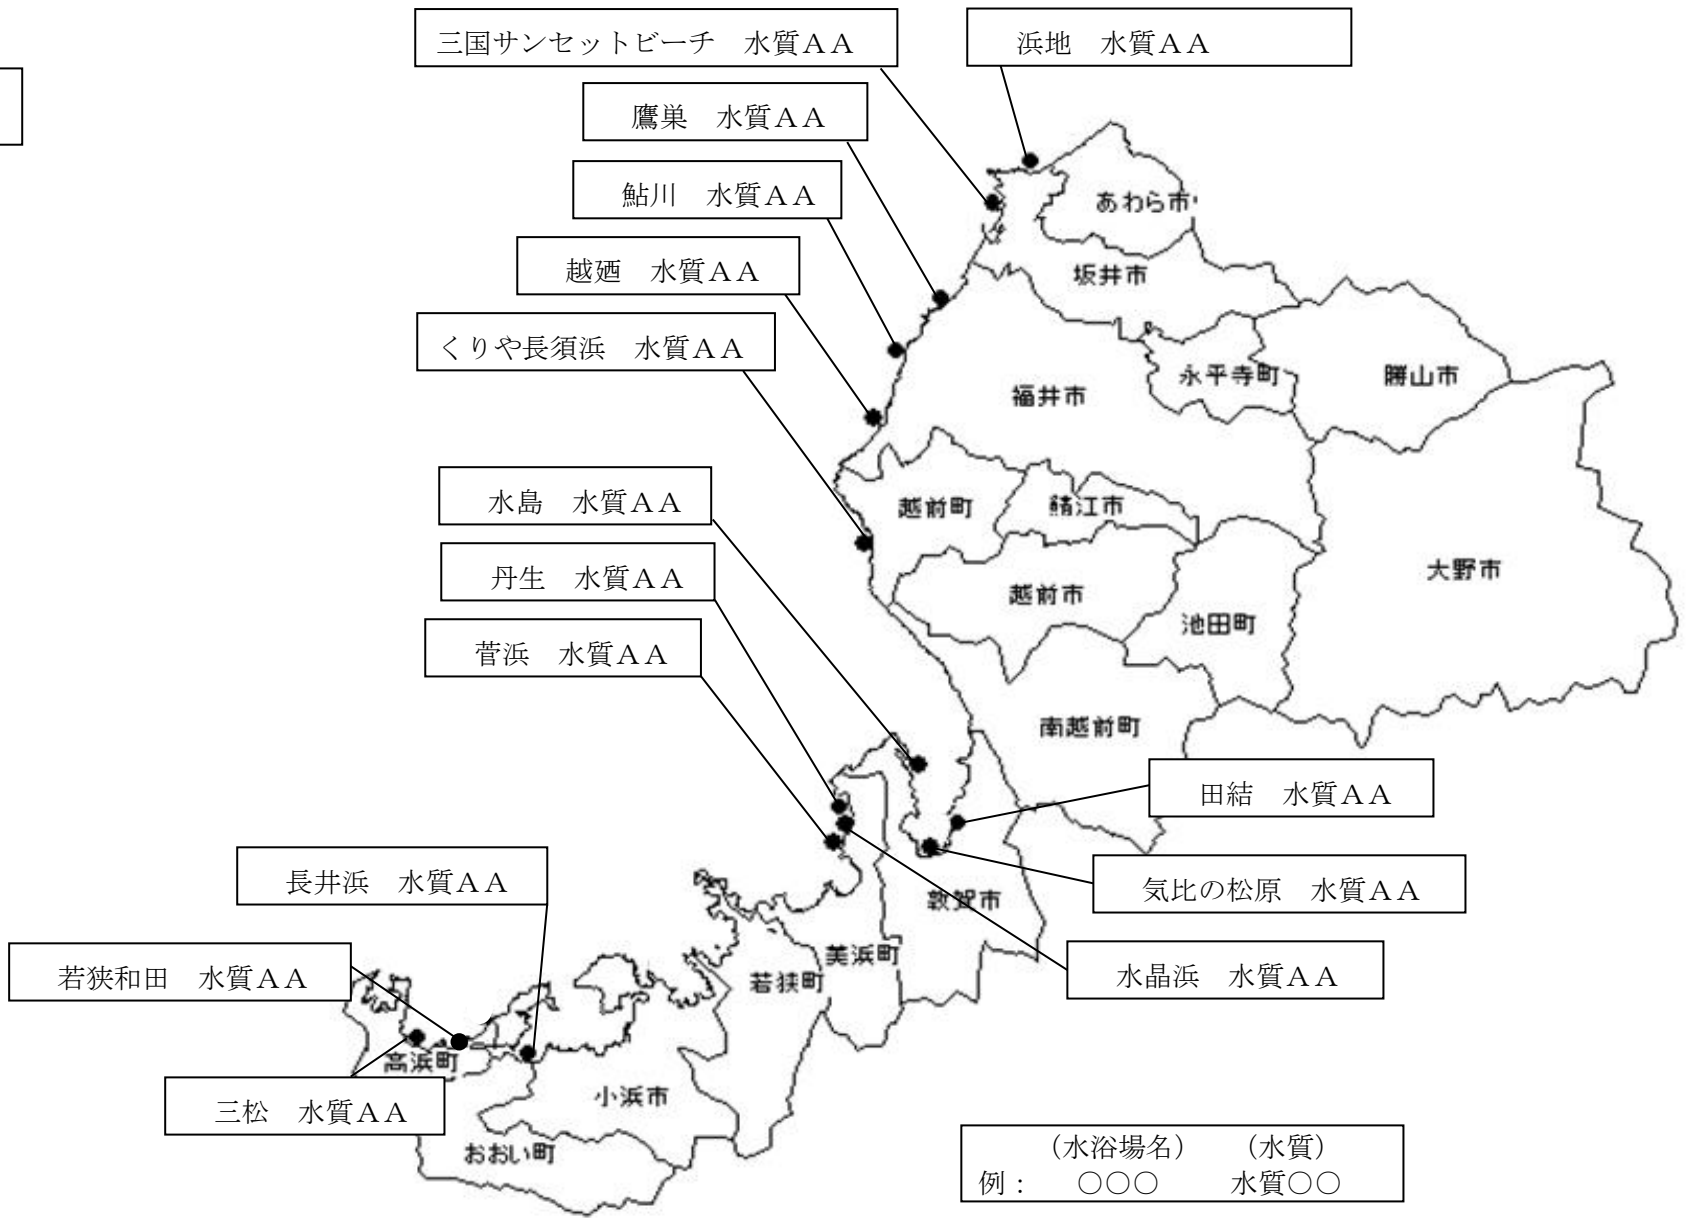 三国サンセットビーチ　水質ＡＡ
浜地　水質ＡＡ
鷹巣　水質ＡＡ
鮎川　水質ＡＡ
越廼　水質ＡＡ
くりや長須浜　水質ＡＡ
あわら市
坂井市
永平寺町
勝山市
福井市
水島　水質ＡＡ
越前町
鯖江市
丹生　水質ＡＡ
大野市
越前市
池田町
菅浜　水質ＡＡ
南越前町
田結　水質ＡＡ
長井浜　水質ＡＡ
気比の松原　水質ＡＡ
敦賀市
美浜町
若狭和田　水質ＡＡ
若狭町
水晶浜　水質ＡＡ
高浜町
小浜市
三松　水質ＡＡ
おおい町
（水浴場名）　（水質）
例：　○○○　水質○○